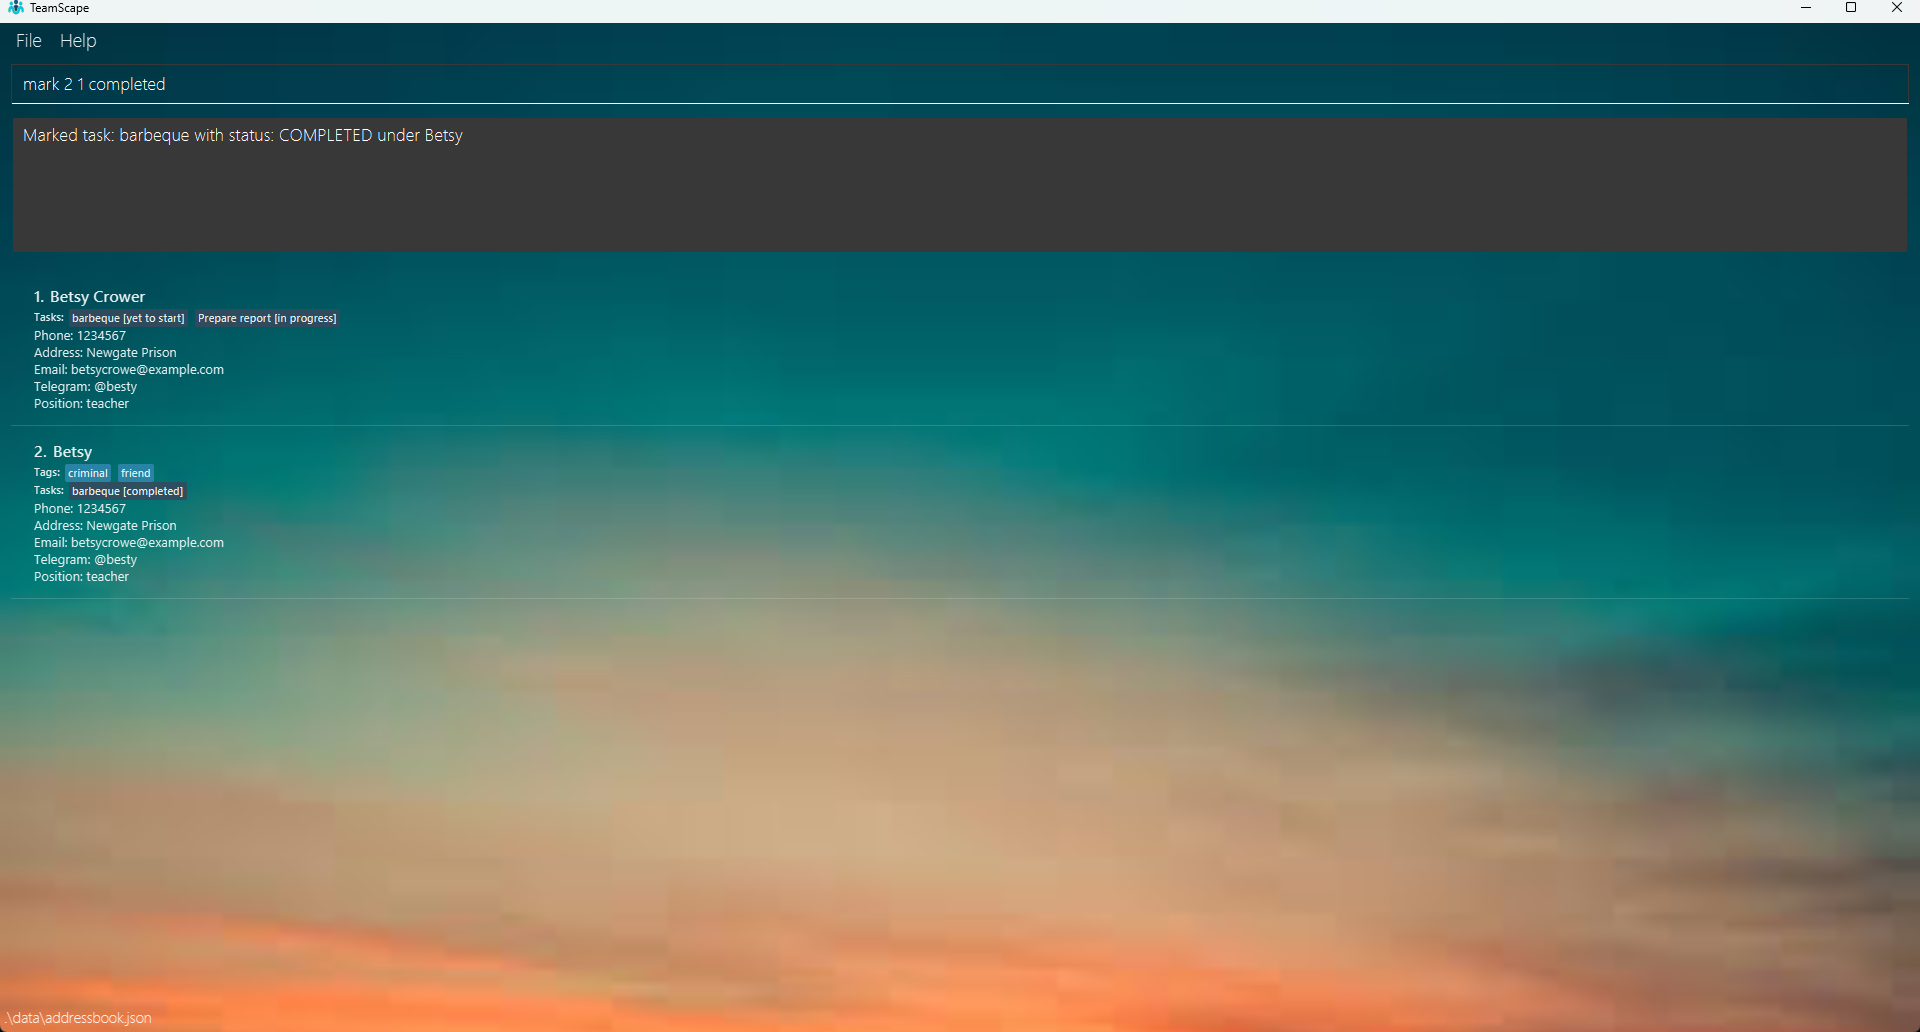 TeamScape
File Help
mark 2 1 completed
Marked task: barbeque with status: COMPLETED under Betsy
1. Betsy Crower
Tasks: barbeque [yet to start] Prepare report [in progress]
Phone: 1234567
Address: Newgate Prison
Email: betsycrowe@example.com
Telegram: @besty
Position: teacher
2. Betsy
Tags: criminal friend
Tasks: barbeque [completed]
Phone: 1234567
Address: Newgate Prison
Email: betsycrowe@example.com
Telegram: @besty
Position: teacher
.\data\addressbook.json